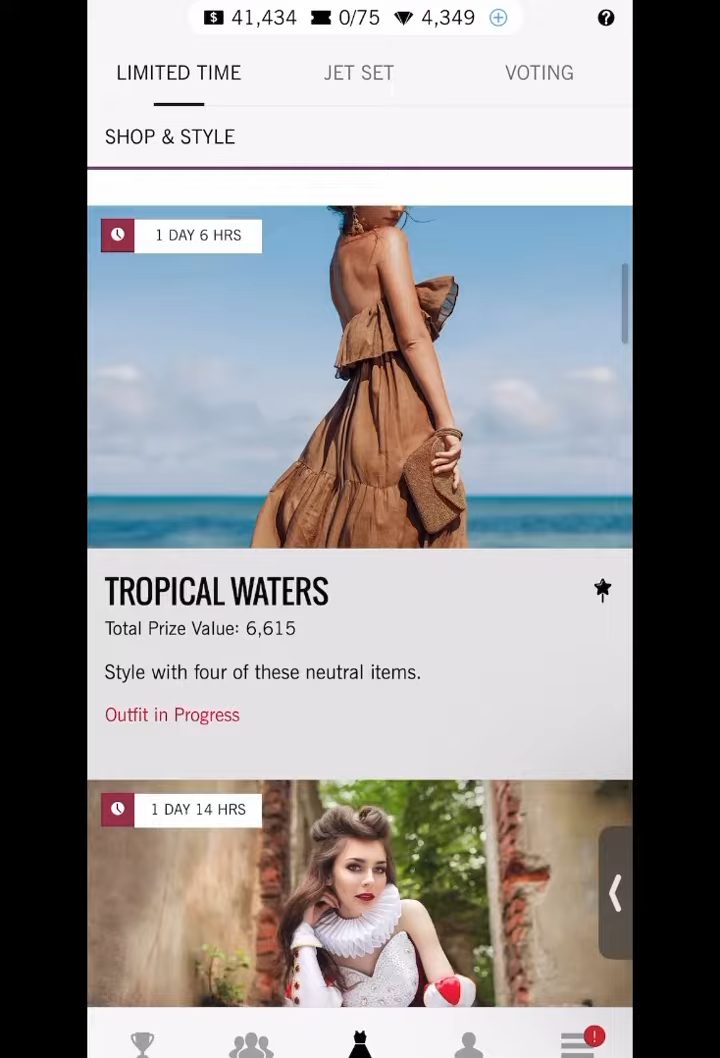 $ 41,434 0/75 4,349 + ?
LIMITED TIME JET SET VOTING
SHOP & STYLE
1 DAY 6 HRS
TROPICAL WATERS
Total Prize Value: 6,615
Style with four of these neutral items.
Outfit in Progress
1 DAY 14 HRS
!